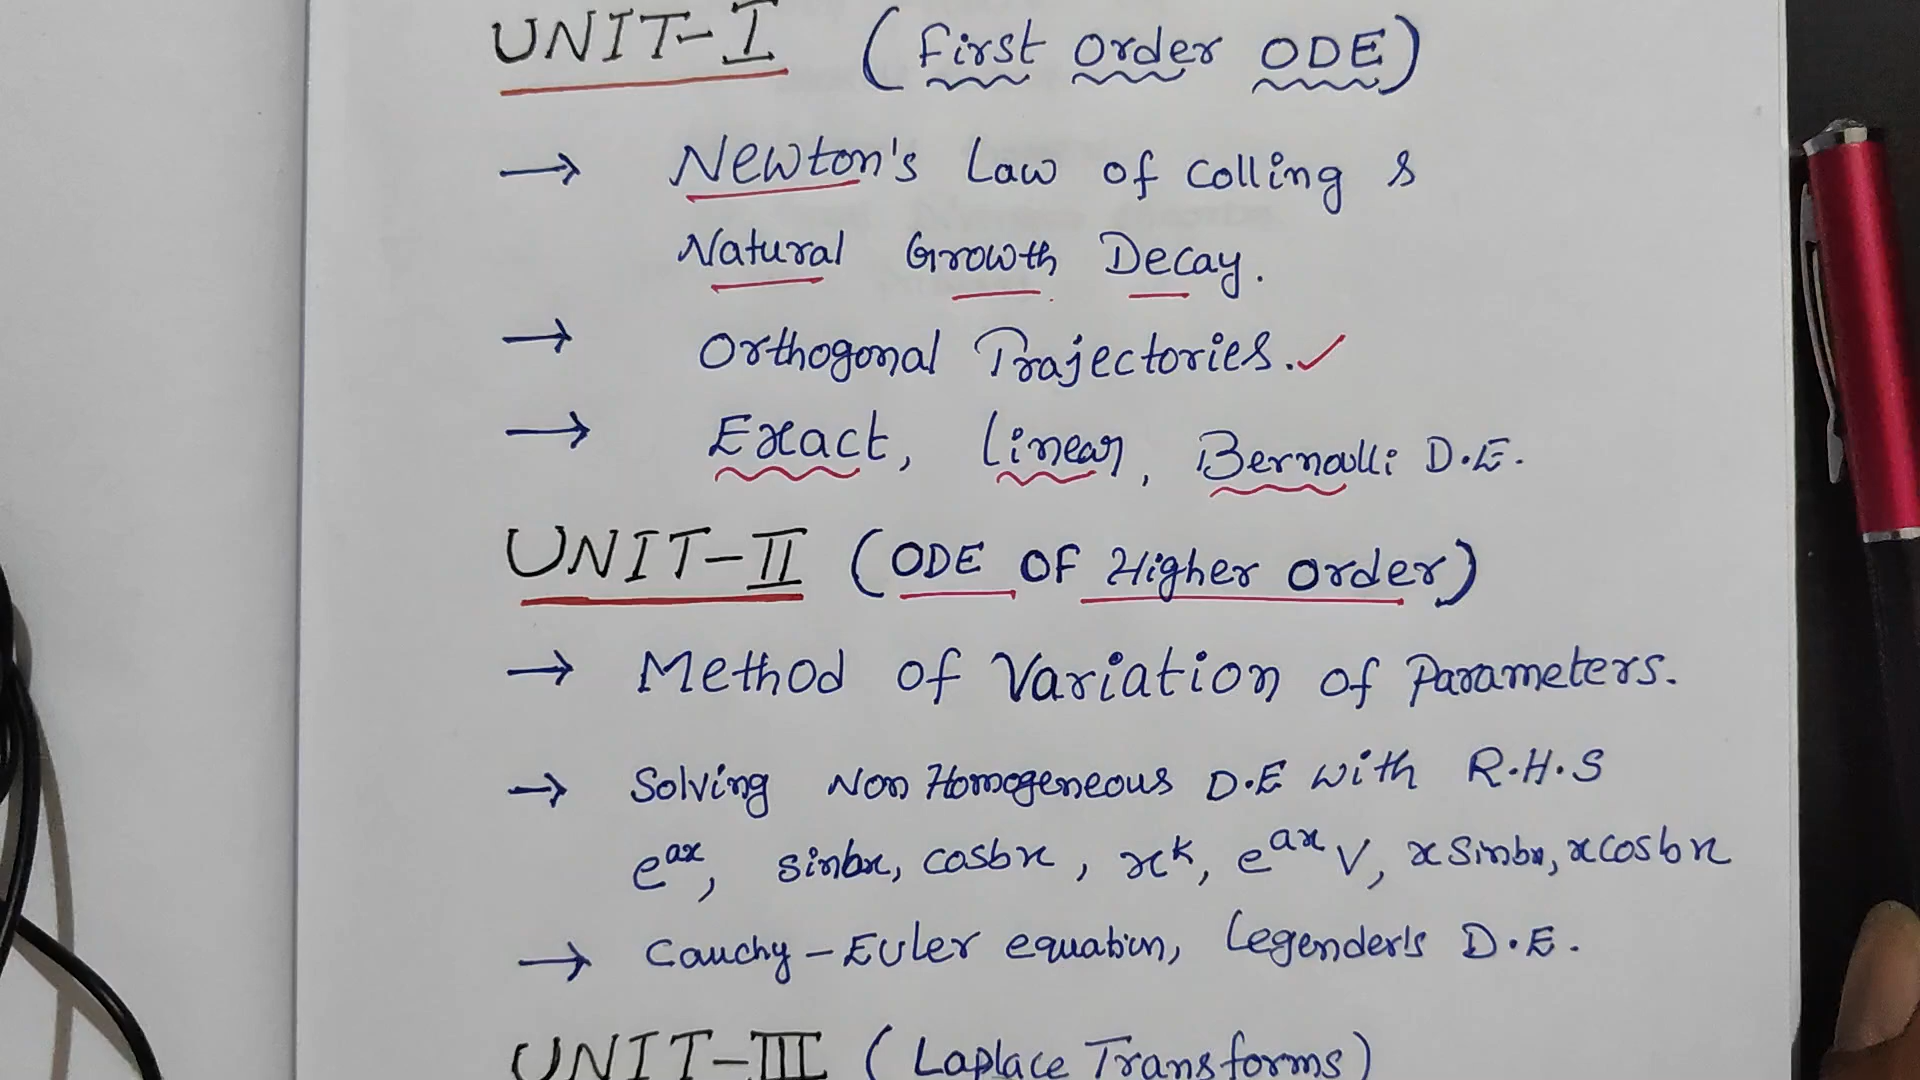 UNIT-I (First Order ODE)
→ Newton's Law of Colling &
Natural Growth Decay.
→ Orthogonal Trajectories.✓
→ Exact, Linear, Bernoulli D.E.
UNIT-II (ODE OF Higher Order)
→ Method of Variation of Parameters.
→ Solving Non Homogeneous D.E with R.H.S
e^ax, sinbx, cosbx, x^k, e^ax V, x sinbx, x cosbx
→ Cauchy-Euler equation, Legender's D.E.
UNIT-III (Laplace Transforms)